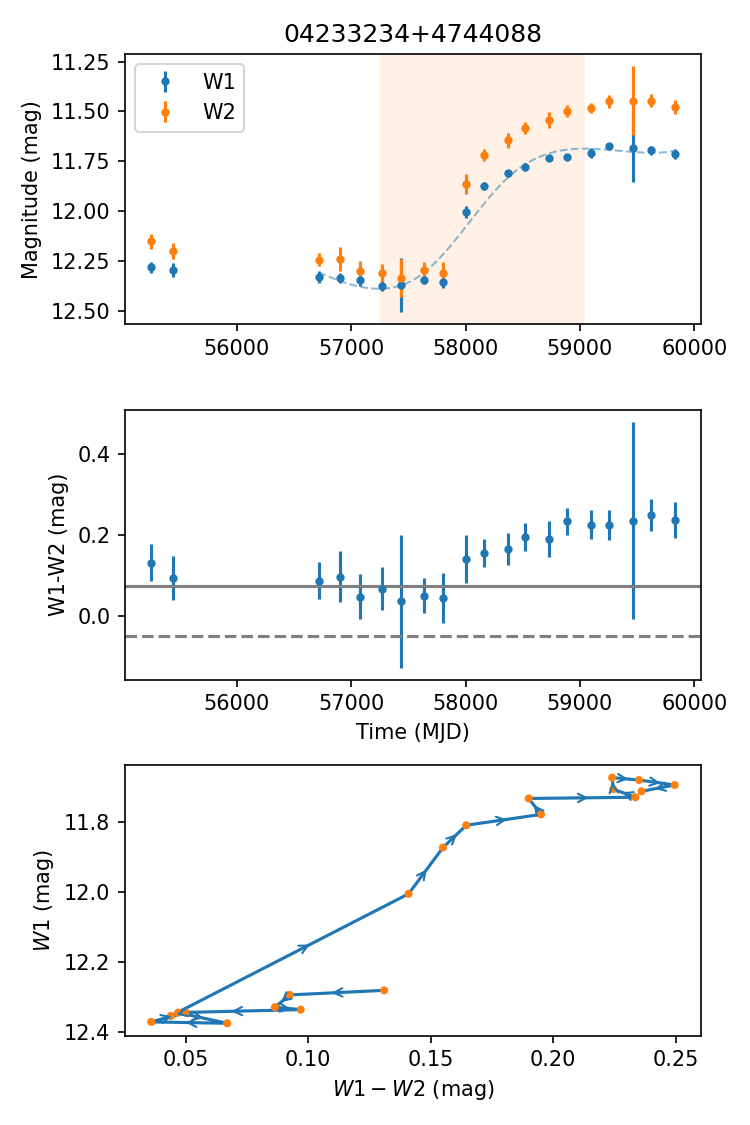 04233234+4744088
Magnitude (mag)
11.25
11.50
11.75
12.00
12.25
12.50
W1
W2
56000 57000 58000 59000 60000
W1-W2 (mag)
0.4
0.2
0.0
56000 57000 58000 59000 60000
Time (MJD)
W1 (mag)
11.8
12.0
12.2
12.4
0.05 0.10 0.15 0.20 0.25
W1 − W2 (mag)